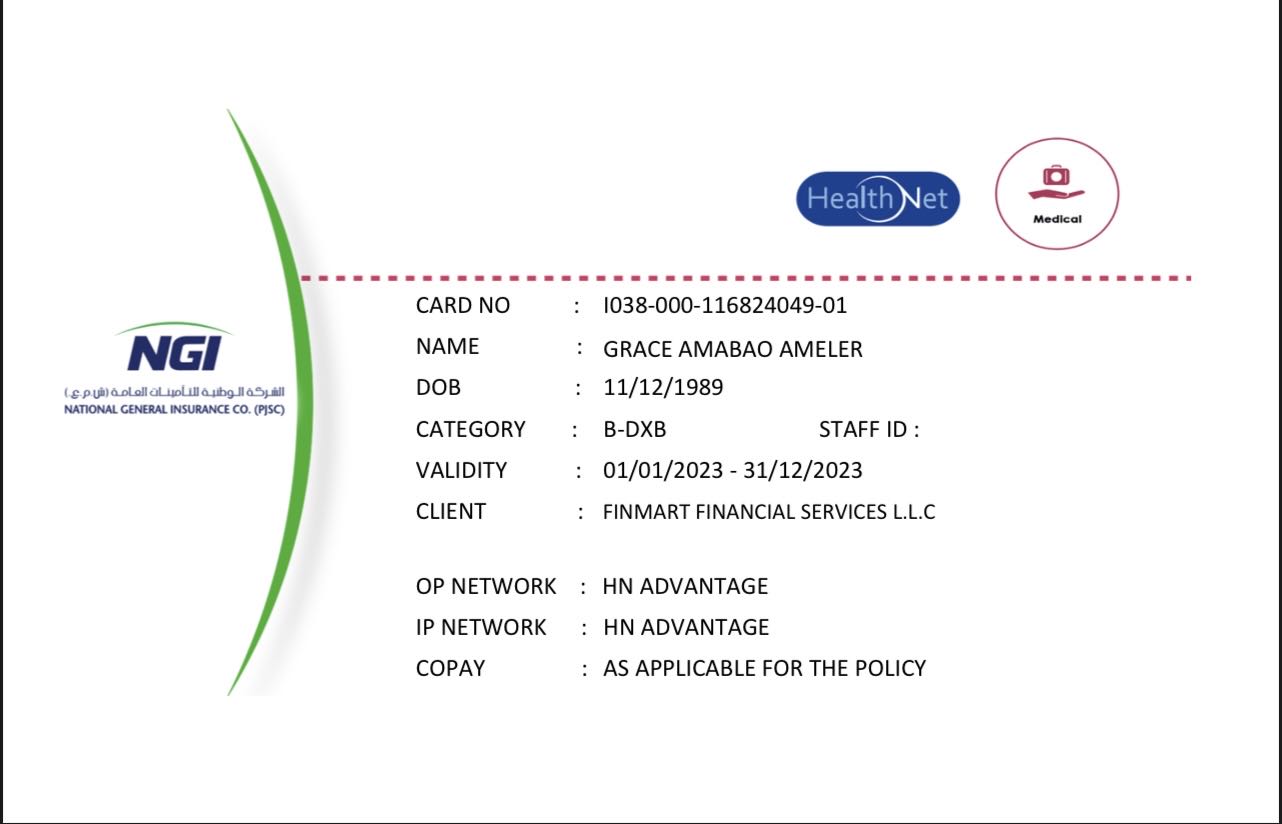 HealthNet
Medical
CARD NO : I038-000-116824049-01
NAME : GRACE AMABAO AMELER
DOB : 11/12/1989
CATEGORY : B-DXB STAFF ID :
VALIDITY : 01/01/2023 - 31/12/2023
CLIENT : FINMART FINANCIAL SERVICES L.L.C
OP NETWORK : HN ADVANTAGE
IP NETWORK : HN ADVANTAGE
COPAY : AS APPLICABLE FOR THE POLICY
NGI
الشركة الوطنية للتأمينات العامة (ش.م.ع.)
NATIONAL GENERAL INSURANCE CO. (PJSC)